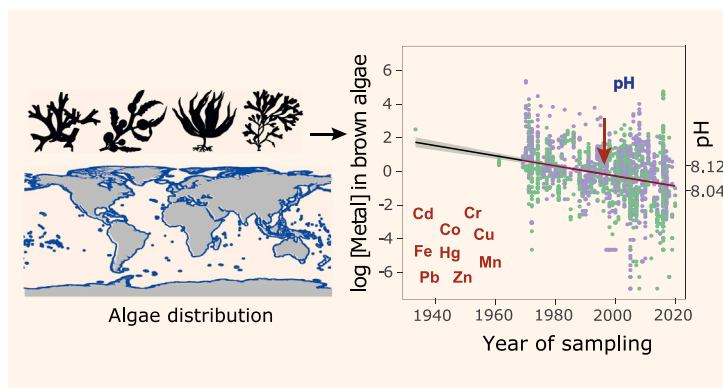 Algae distribution
log [Metal] in brown algae
6
4
2
0
-2
-4
-6
pH
Cd
Cr
Co
Cu
Fe
Hg
Mn
Pb
Zn
1940
1960
1980
2000
2020
Year of sampling
pH
8,12
8,04